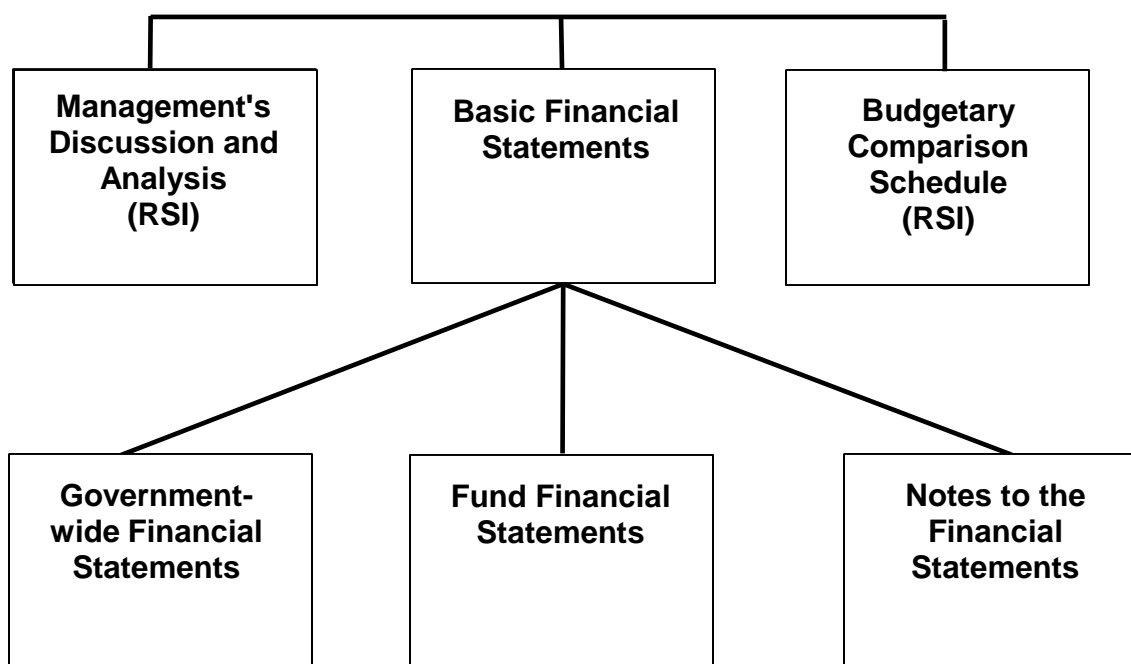 Management's
Discussion and
Analysis
(RSI)
Basic Financial
Statements
Budgetary
Comparison
Schedule
(RSI)
Government-
wide Financial
Statements
Fund Financial
Statements
Notes to the
Financial
Statements